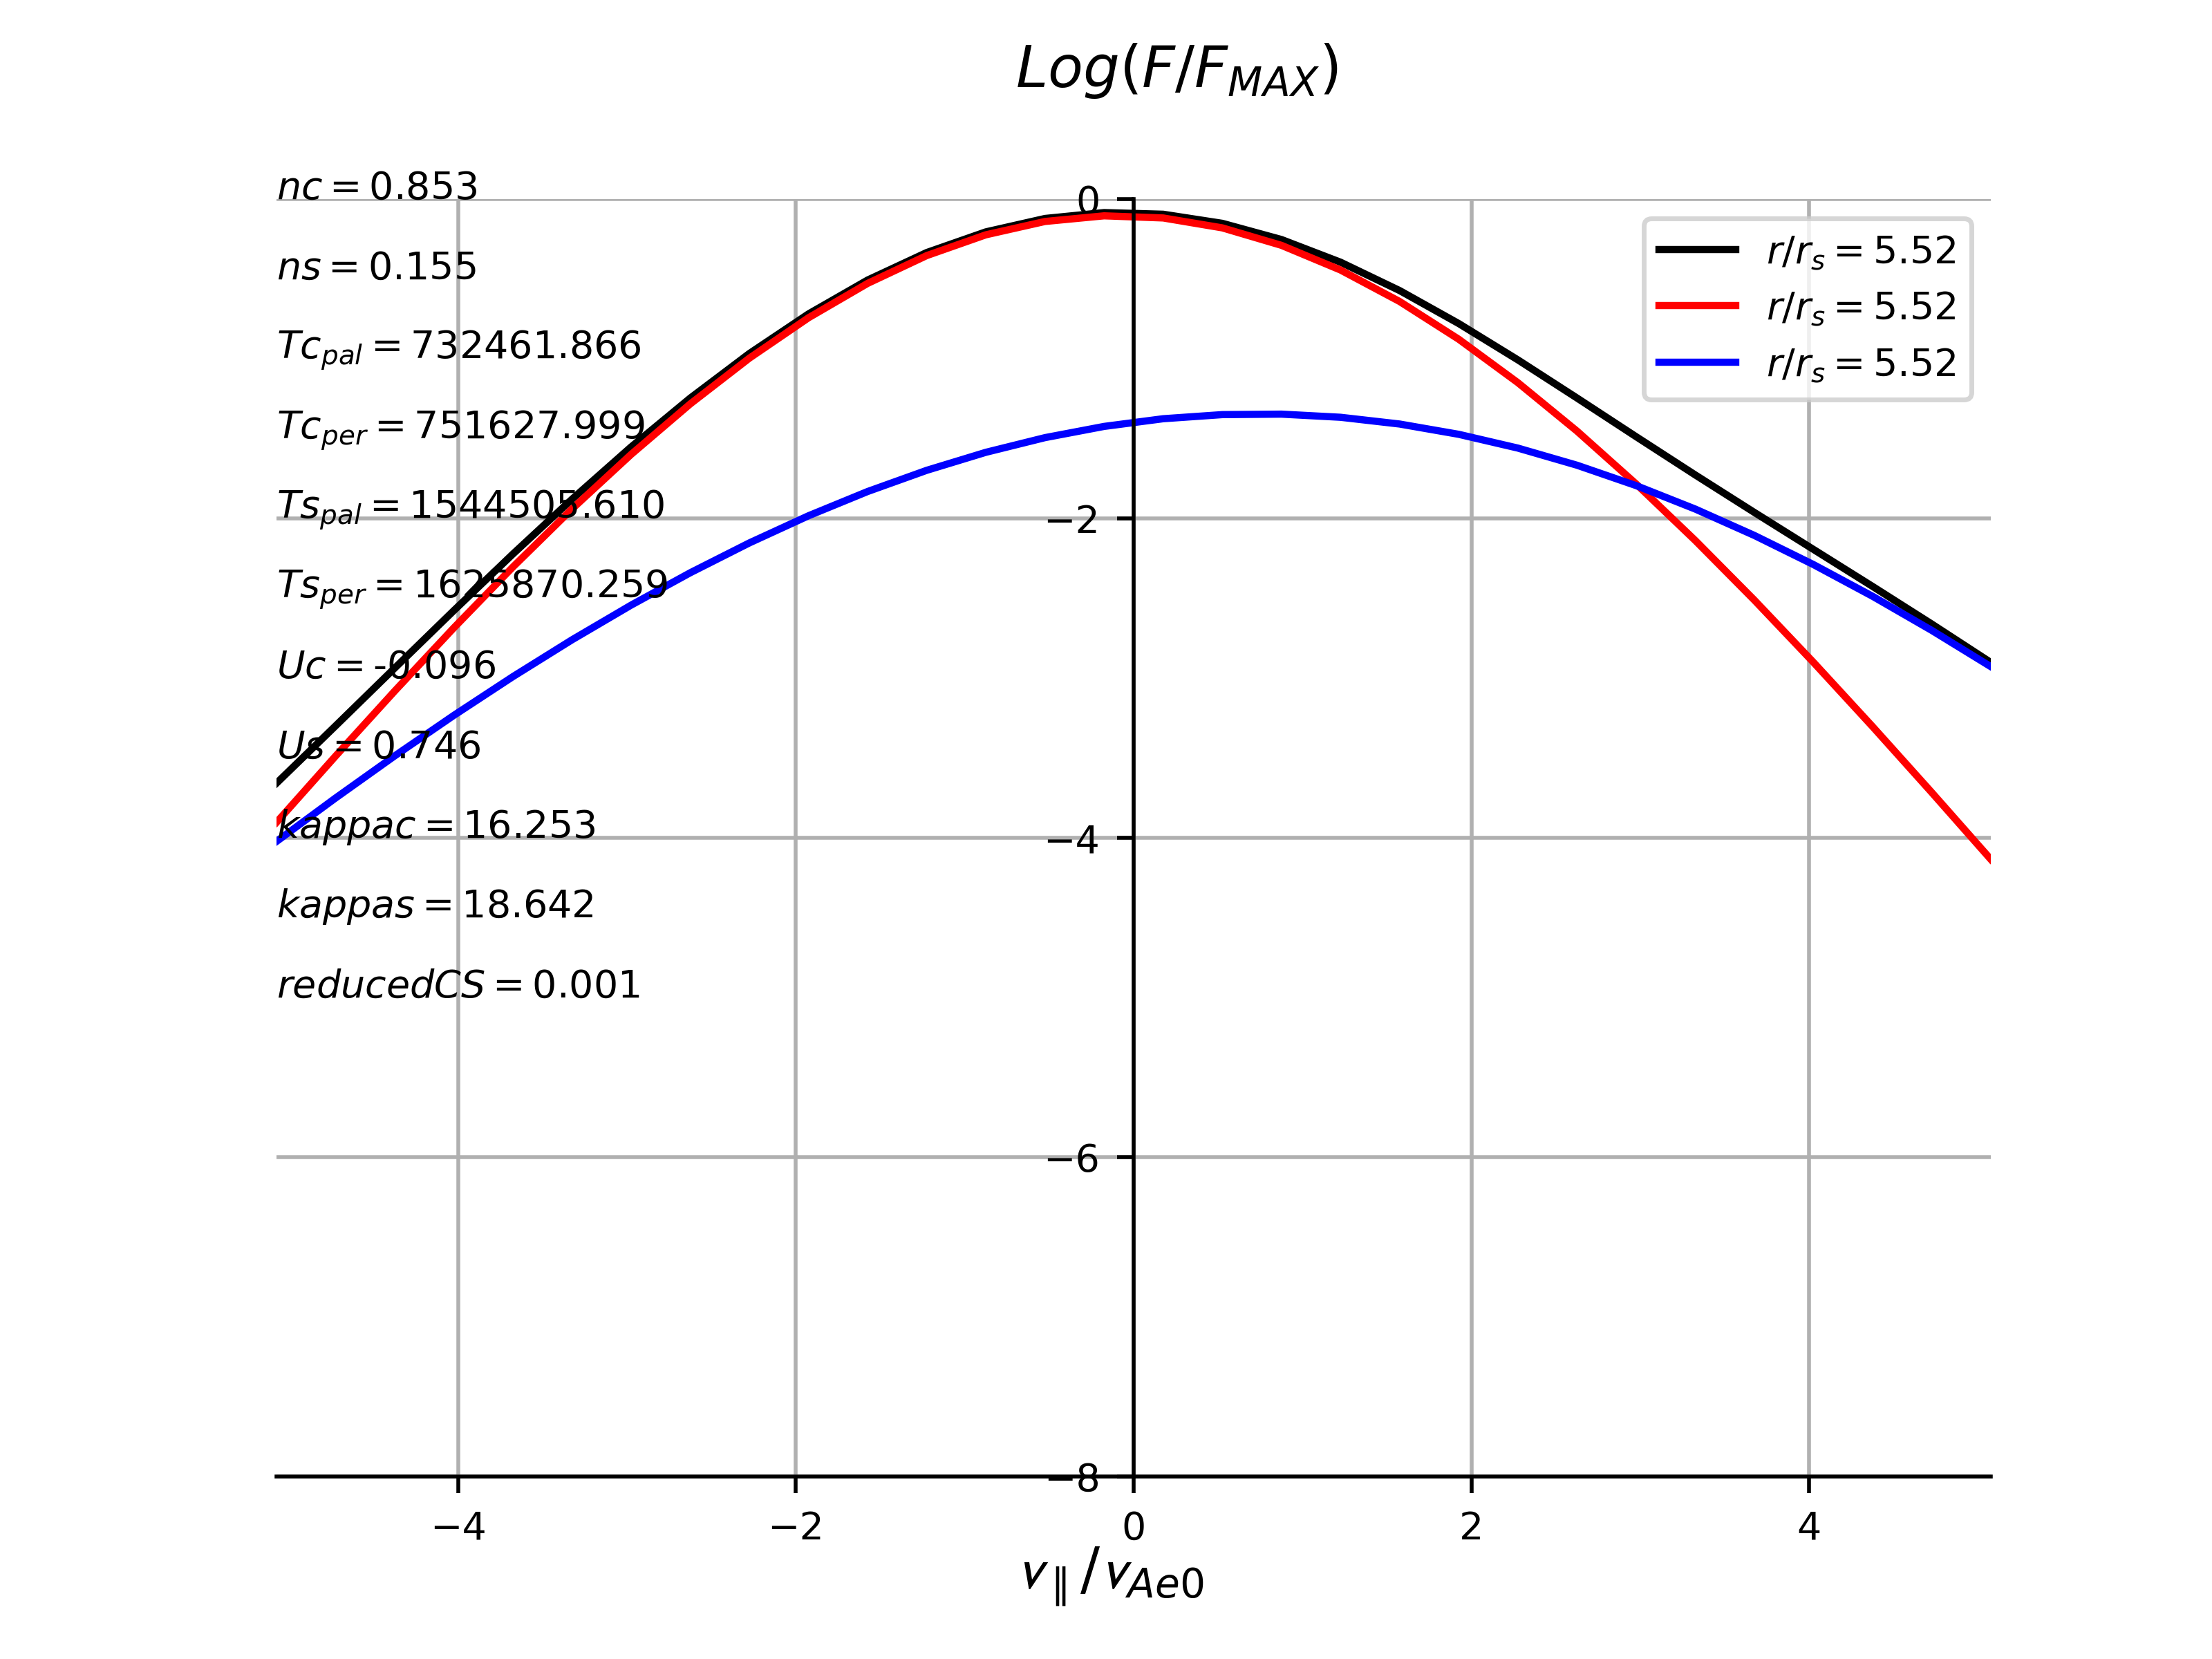 Log(F/F_MAX)
nc = 0.853
ns = 0.155
Tc_pal = 732461.866
Tc_per = 751627.999
Ts_pal = 1544505.610
Ts_per = 1625870.259
Uc = -0.096
Us = 0.746
kappac = 16.253
kappas = 18.642
reducedCS = 0.001
r/r_s = 5.52
r/r_s = 5.52
r/r_s = 5.52
0
−2
−4
−6
−8
−4 −2 0 2 4
v_∥/v_Ae0